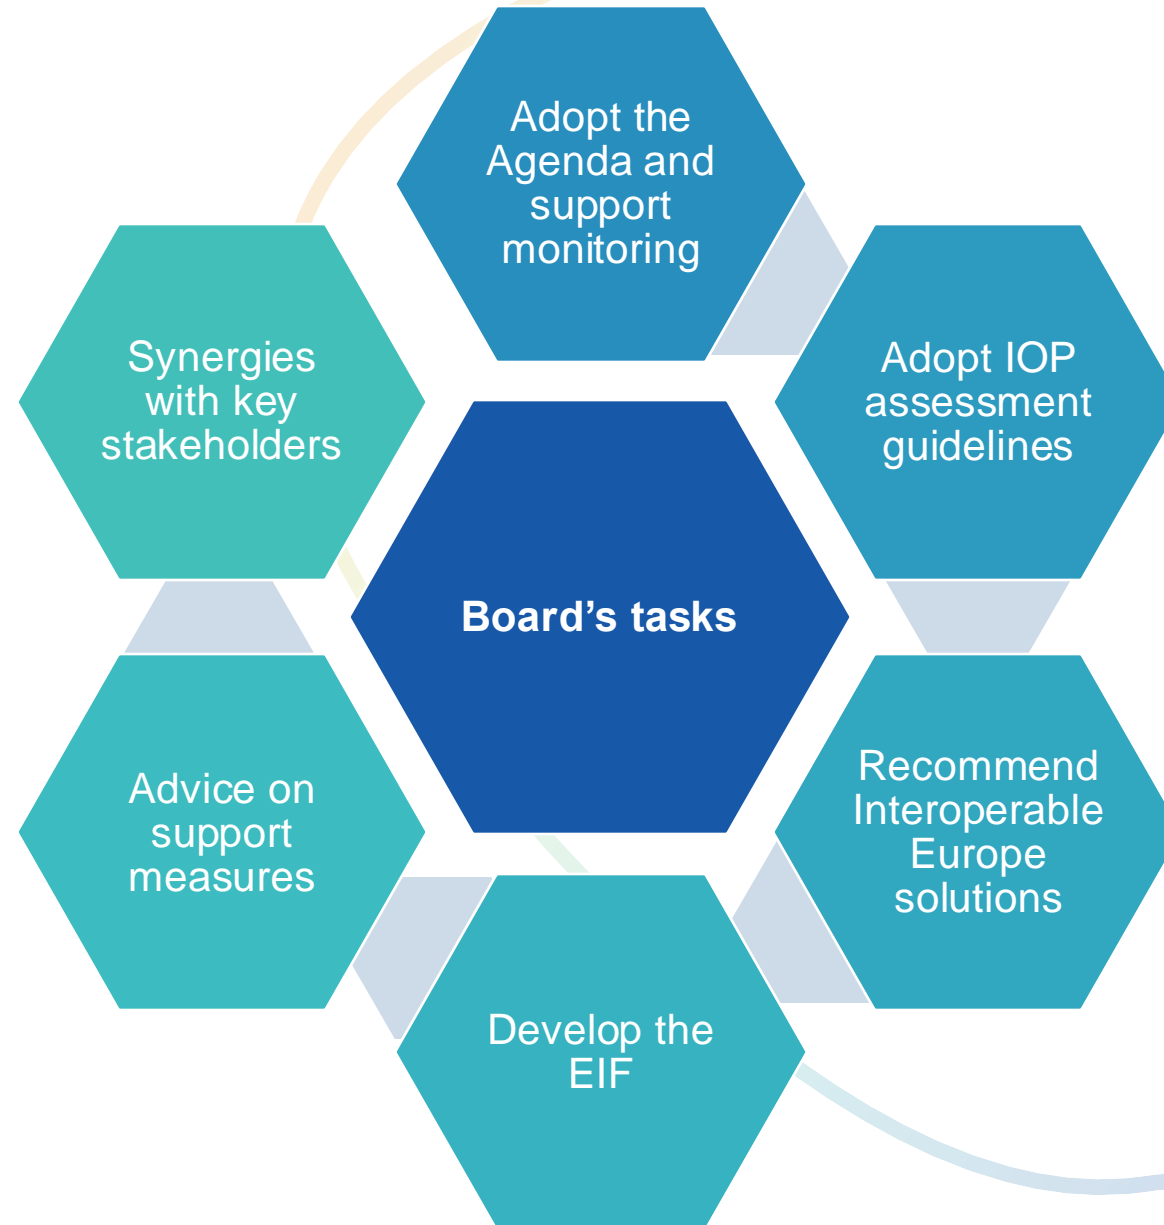 Adopt the
Agenda and
support
monitoring
Adopt IOP
assessment
guidelines
Recommend
Interoperable
Europe
solutions
Develop the
EIF
Advice on
support
measures
Synergies
with key
stakeholders
Board’s tasks